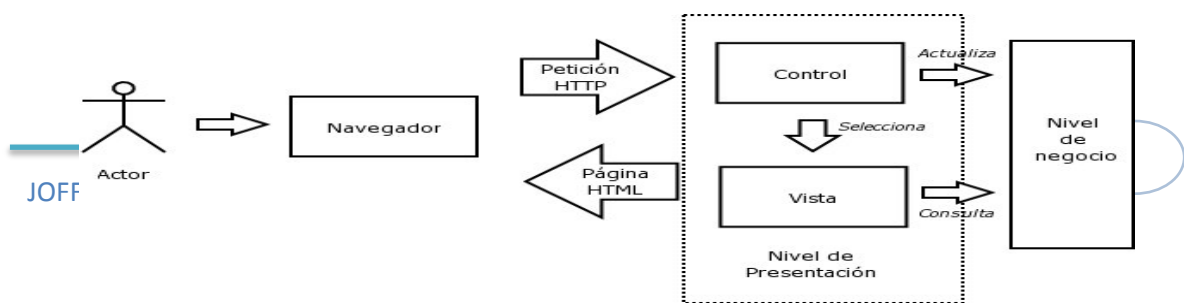 Actor
JOFF
Navegador
Petición
HTTP
Página
HTML
Control
Selecciona
Vista
Nivel de
Presentación
Actualiza
Consulta
Nivel
de
negocio